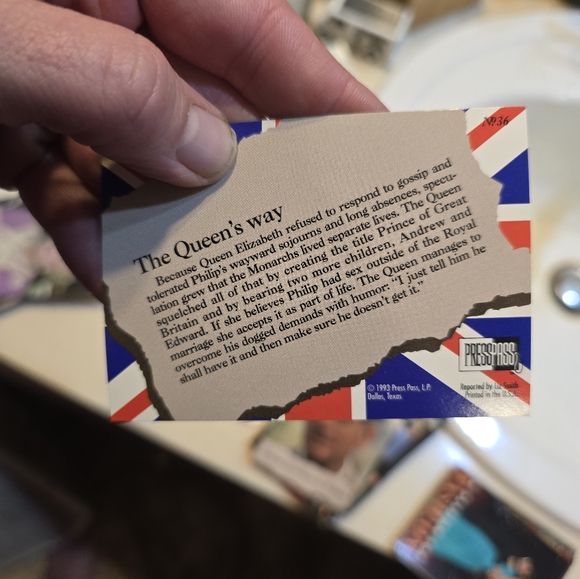 Nº36
The Queen's way
Because Queen Elizabeth refused to respond to gossip and
tolerated Philip's wayward sojourns and long absences, specu-
lation grew that the Monarchs lived separate lives. The Queen
squelched all of that by creating the title Prince of Great
Britain and by bearing two more children, Andrew and
Edward. If she believes Philip had sex outside of the Royal
marriage she accepts it as part of life. The Queen manages to
overcome his dogged demands with humor: "I just tell him he
shall have it and then make sure he doesn't get it."
PRESS PASS
© 1993 Press Pass, L.P.
Dallas, Texas
Reported by Liz Smith
Printed in the U.S.A.